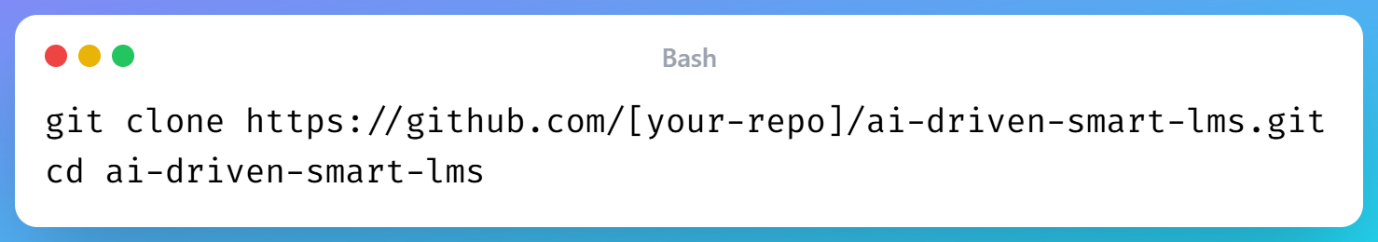 Bash
git clone https://github.com/[your-repo]/ai-driven-smart-lms.git
cd ai-driven-smart-lms